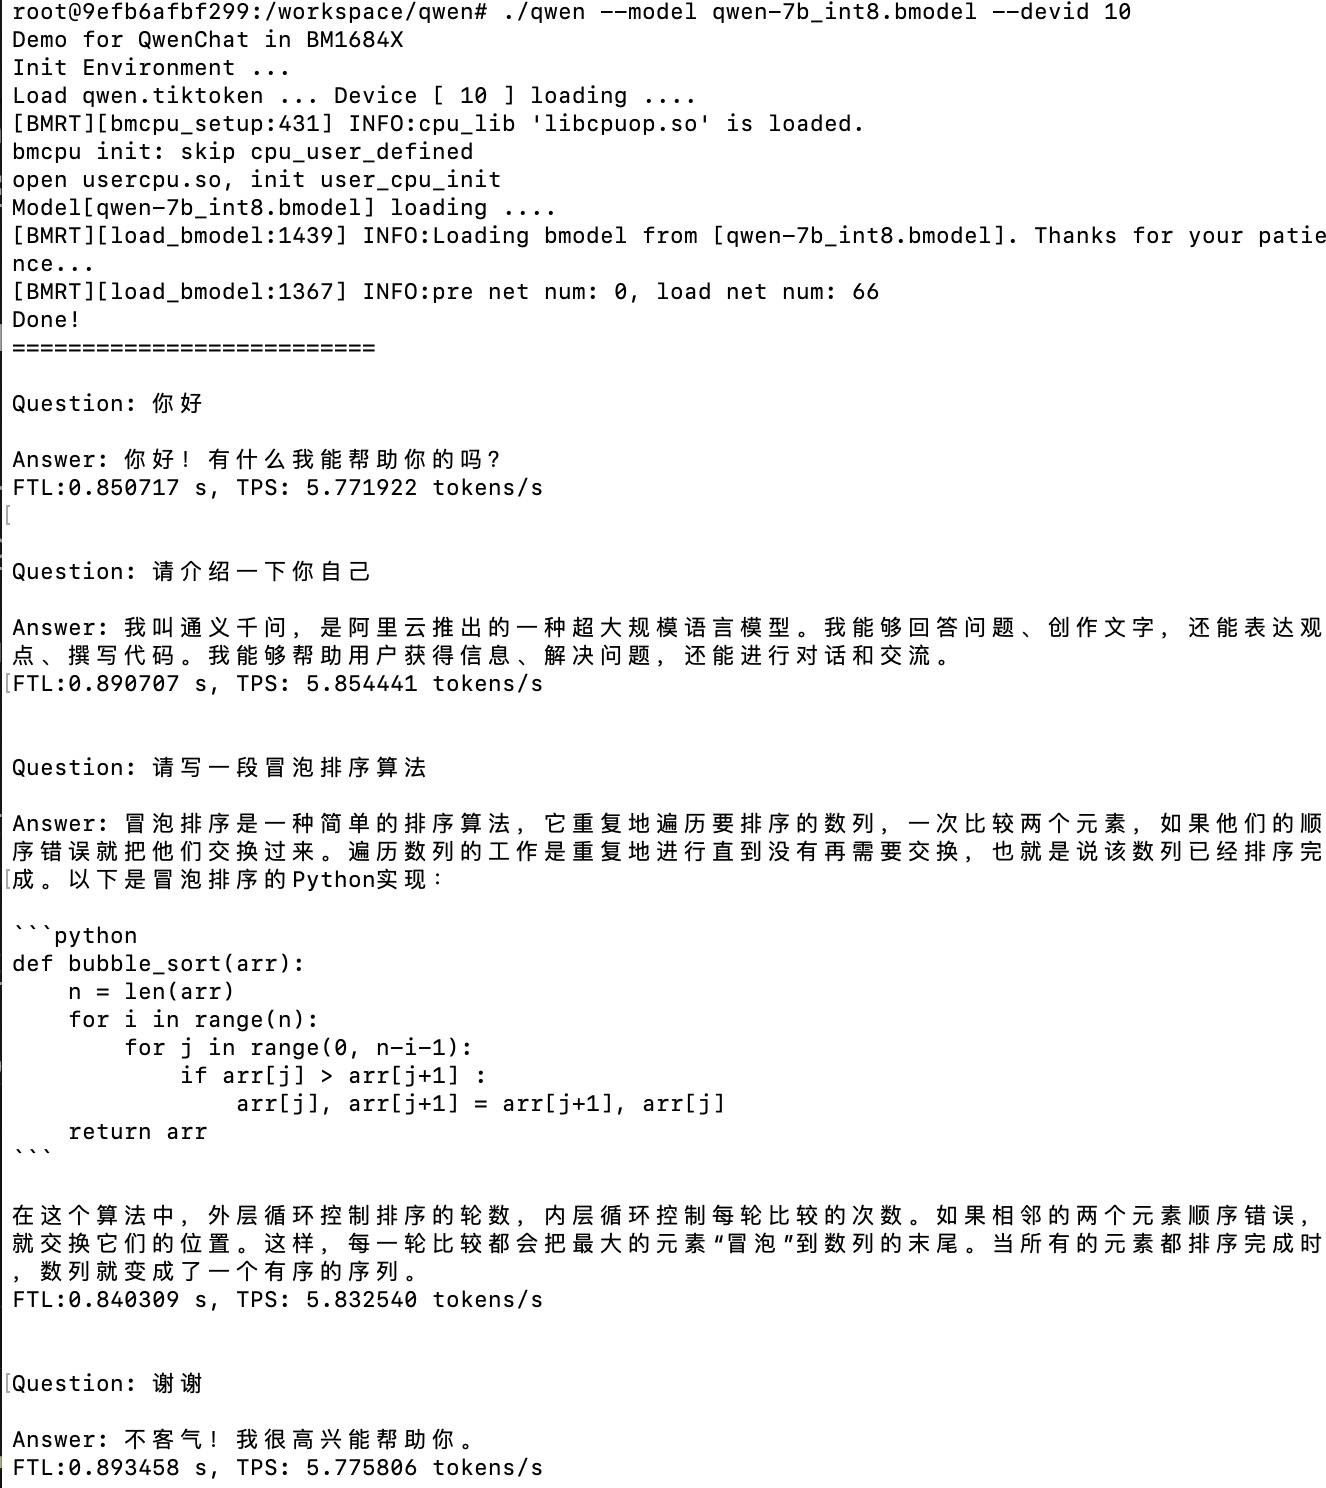 root@9efb6afbf299:/workspace/qwen# ./qwen --model qwen-7b_int8.bmodel --devid 10
Demo for QwenChat in BM1684X
Init Environment ...
Load qwen.tiktoken ... Device [ 10 ] loading ....
[BMRT][bmcpu_setup:431] INFO:cpu_lib 'libcpuop.so' is loaded.
bmcpu init: skip cpu_user_defined
open usercpu.so, init user_cpu_init
Model[qwen-7b_int8.bmodel] loading ....
[BMRT][load_bmodel:1439] INFO:Loading bmodel from [qwen-7b_int8.bmodel]. Thanks for your patie
nce...
[BMRT][load_bmodel:1367] INFO:pre net num: 0, load net num: 66
Done!
==========================
Question: 你好
Answer: 你好！有什么我能帮助你的吗？
FTL:0.850717 s, TPS: 5.771922 tokens/s
[
Question: 请介绍一下你自己
Answer: 我叫通义千问，是阿里云推出的一种超大规模语言模型。我能够回答问题、创作文字，还能表达观
点、撰写代码。我能够帮助用户获得信息、解决问题，还能进行对话和交流。
[FTL:0.890707 s, TPS: 5.854441 tokens/s
Question: 请写一段冒泡排序算法
Answer: 冒泡排序是一种简单的排序算法，它重复地遍历要排序的数列，一次比较两个元素，如果他们的顺
序错误就把他们交换过来。遍历数列的工作是重复地进行直到没有再需要交换，也就是说该数列已经排序完
[成。以下是冒泡排序的Python实现：
```python
def bubble_sort(arr):
    n = len(arr)
    for i in range(n):
        for j in range(0, n-i-1):
            if arr[j] > arr[j+1] :
                arr[j], arr[j+1] = arr[j+1], arr[j]
    return arr
```
在这个算法中，外层循环控制排序的轮数，内层循环控制每轮比较的次数。如果相邻的两个元素顺序错误，
就交换它们的位置。这样，每一轮比较都会把最大的元素“冒泡”到数列的末尾。当所有的元素都排序完成时
，数列就变成了一个有序的序列。
FTL:0.840309 s, TPS: 5.832540 tokens/s
[Question: 谢谢
Answer: 不客气！我很高兴能帮助你。
FTL:0.893458 s, TPS: 5.775806 tokens/s